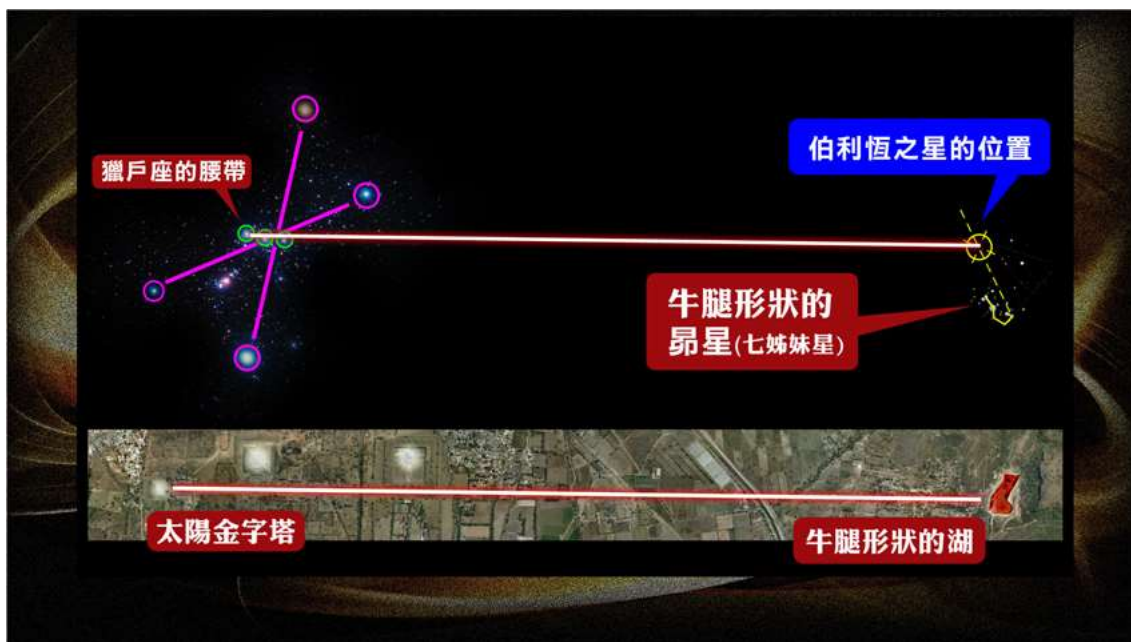 獵戶座的腰帶
伯利恆之星的位置
牛腿形狀的
昴星(七姊妹星)
太陽金字塔
牛腿形狀的湖